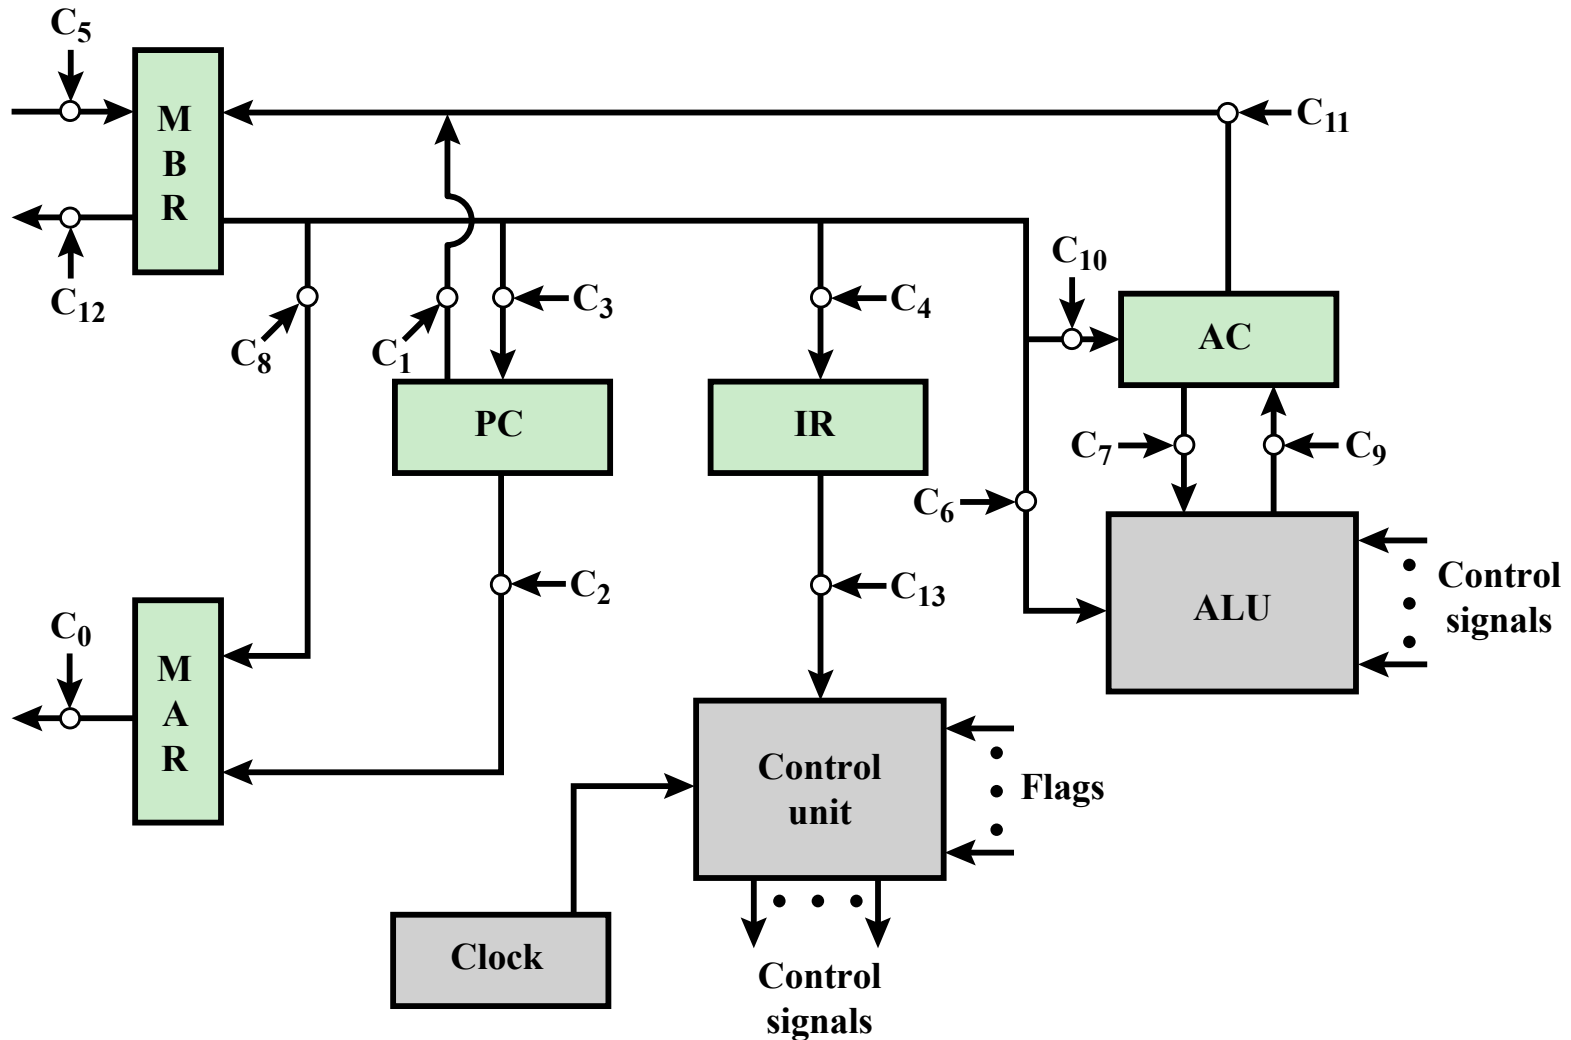 C5
M
B
R
C11
C12
C8
C1
C3
C4
C10
AC
PC
IR
C7
C9
C6
C2
C13
ALU
Control
signals
C0
M
A
R
Control
unit
Flags
Clock
Control
signals